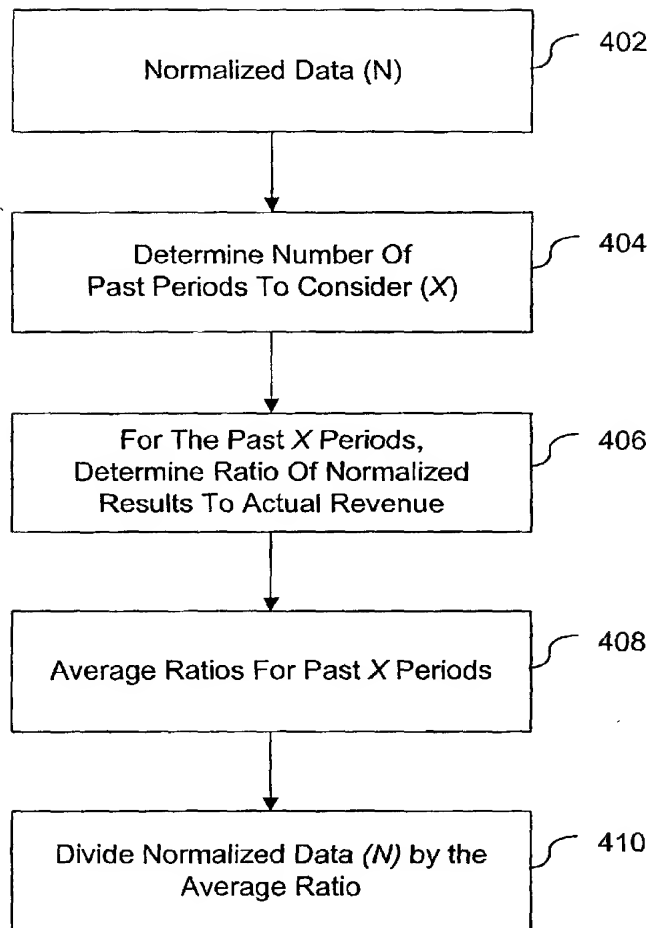 Normalized Data (N)
402
Determine Number Of
Past Periods To Consider (X)
404
For The Past X Periods,
Determine Ratio Of Normalized
Results To Actual Revenue
406
Average Ratios For Past X Periods
408
Divide Normalized Data (N) by the
Average Ratio
410